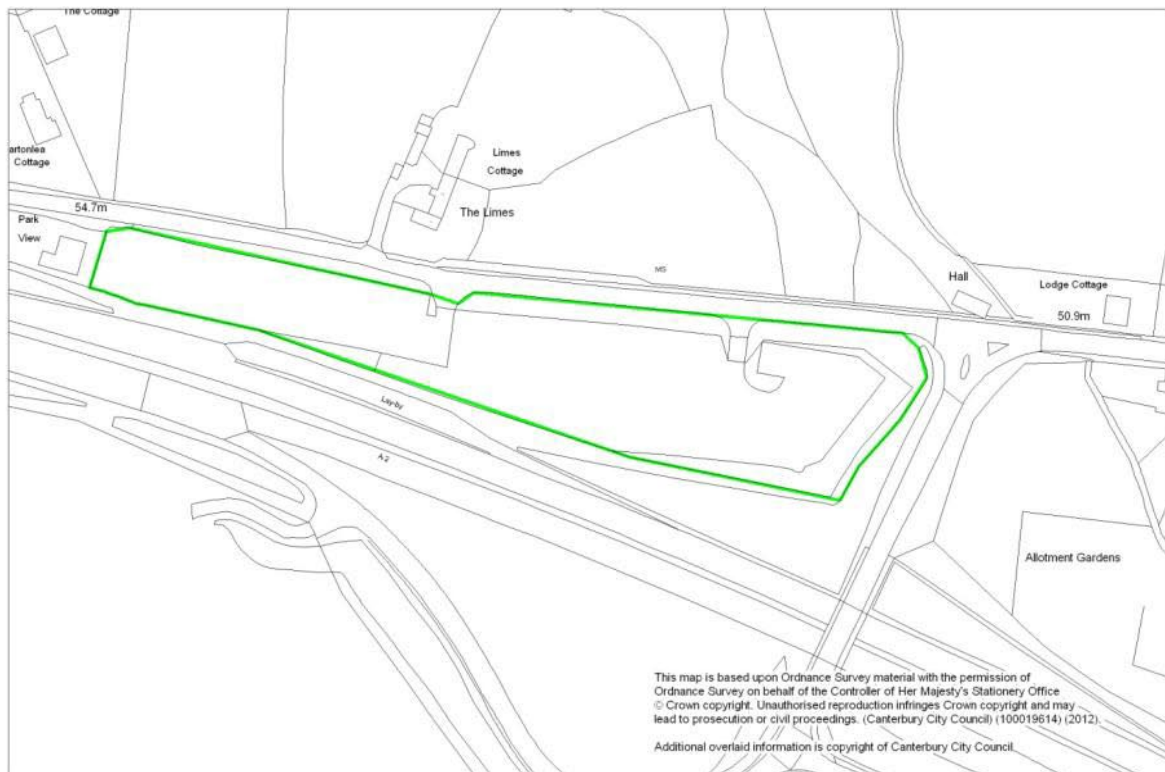 The Cottage
artonlea
Cottage
Limes
Cottage
The Limes
54.7m
Park
View
MS
Hall
Lodge Cottage
50.9m
Lay-by
A 2
Allotment Gardens
This map is based upon Ordnance Survey material with the permission of
Ordnance Survey on behalf of the Controller of Her Majesty's Stationery Office
© Crown copyright. Unauthorised reproduction infringes Crown copyright and may
lead to prosecution or civil proceedings. (Canterbury City Council) (100019614) (2012).
Additional overlaid information is copyright of Canterbury City Council